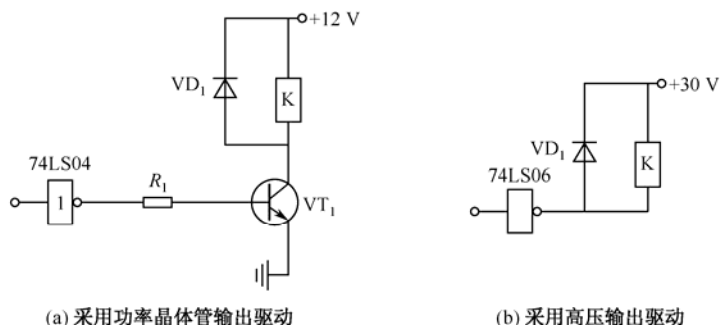 +12 V
VD1
K
74LS04
1
R1
VT1
(a) 采用功率晶体管输出驱动
+30 V
VD1
K
74LS06
(b) 采用高压输出驱动